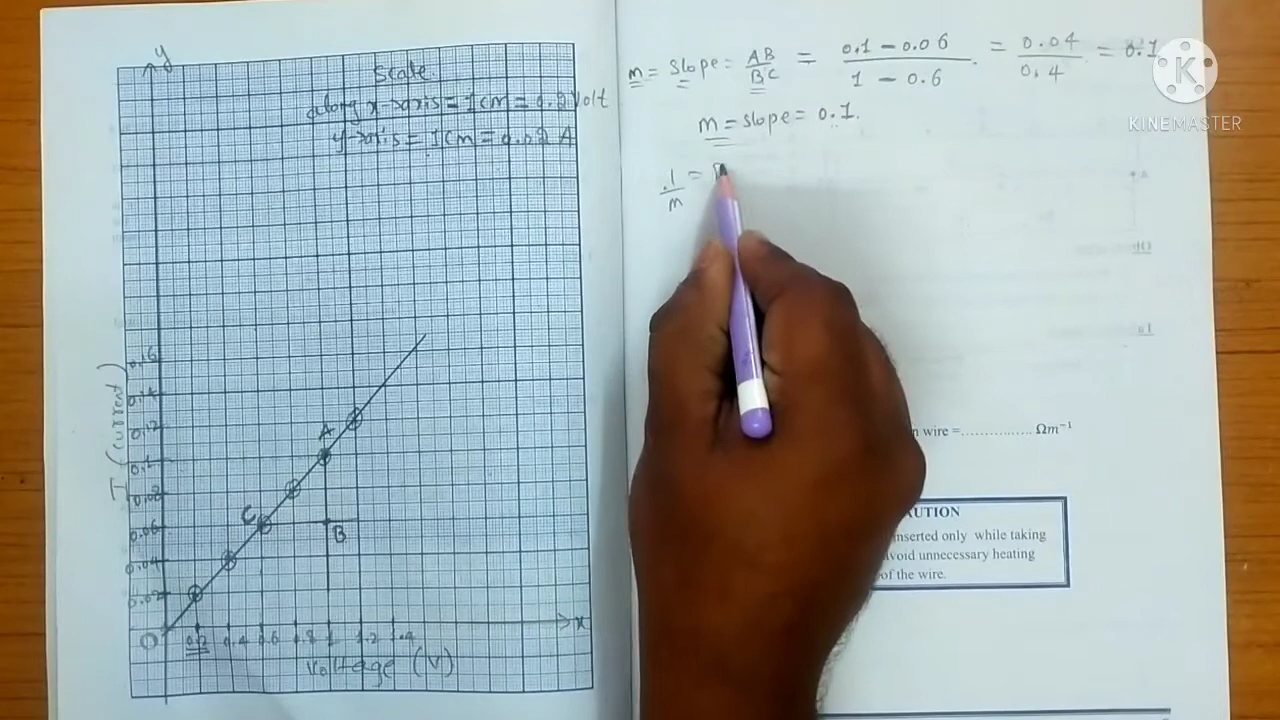 y
Scale
along x-axis = 1cm = 0.2 Volt
y-axis = 1cm = 0.02 A
I (current)
0.16
0.14
0.12
0.1
0.08
0.06
0.04
0.02
A
C
B
O
0.2 0.4 0.6 .8 1 1.2 1.4
x
Voltage (V)
m = slope = AB/BC = 0.1 - 0.06 / 1 - 0.6 = 0.04 / 0.4 = 0.1
m = slope = 0.1.
1/m =
K
KINEMASTER
n wire =………..….. Ωm⁻¹
AUTION
inserted only while taking
avoid unnecessary heating
of the wire.